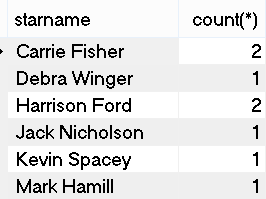 starname count(*)
Carrie Fisher 2
Debra Winger 1
Harrison Ford 2
Jack Nicholson 1
Kevin Spacey 1
Mark Hamill 1